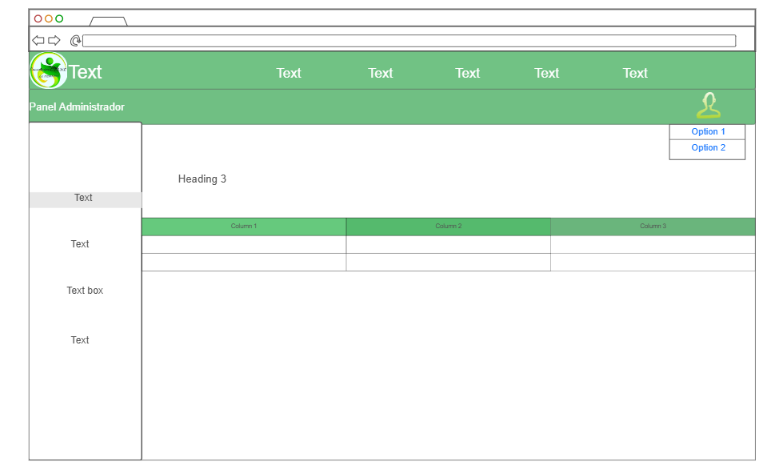 Text
Text
Text
Text
Text
Text
Panel Administrador
Option 1
Option 2
Heading 3
Text
Column 1
Column 2
Column 3
Text
Text box
Text